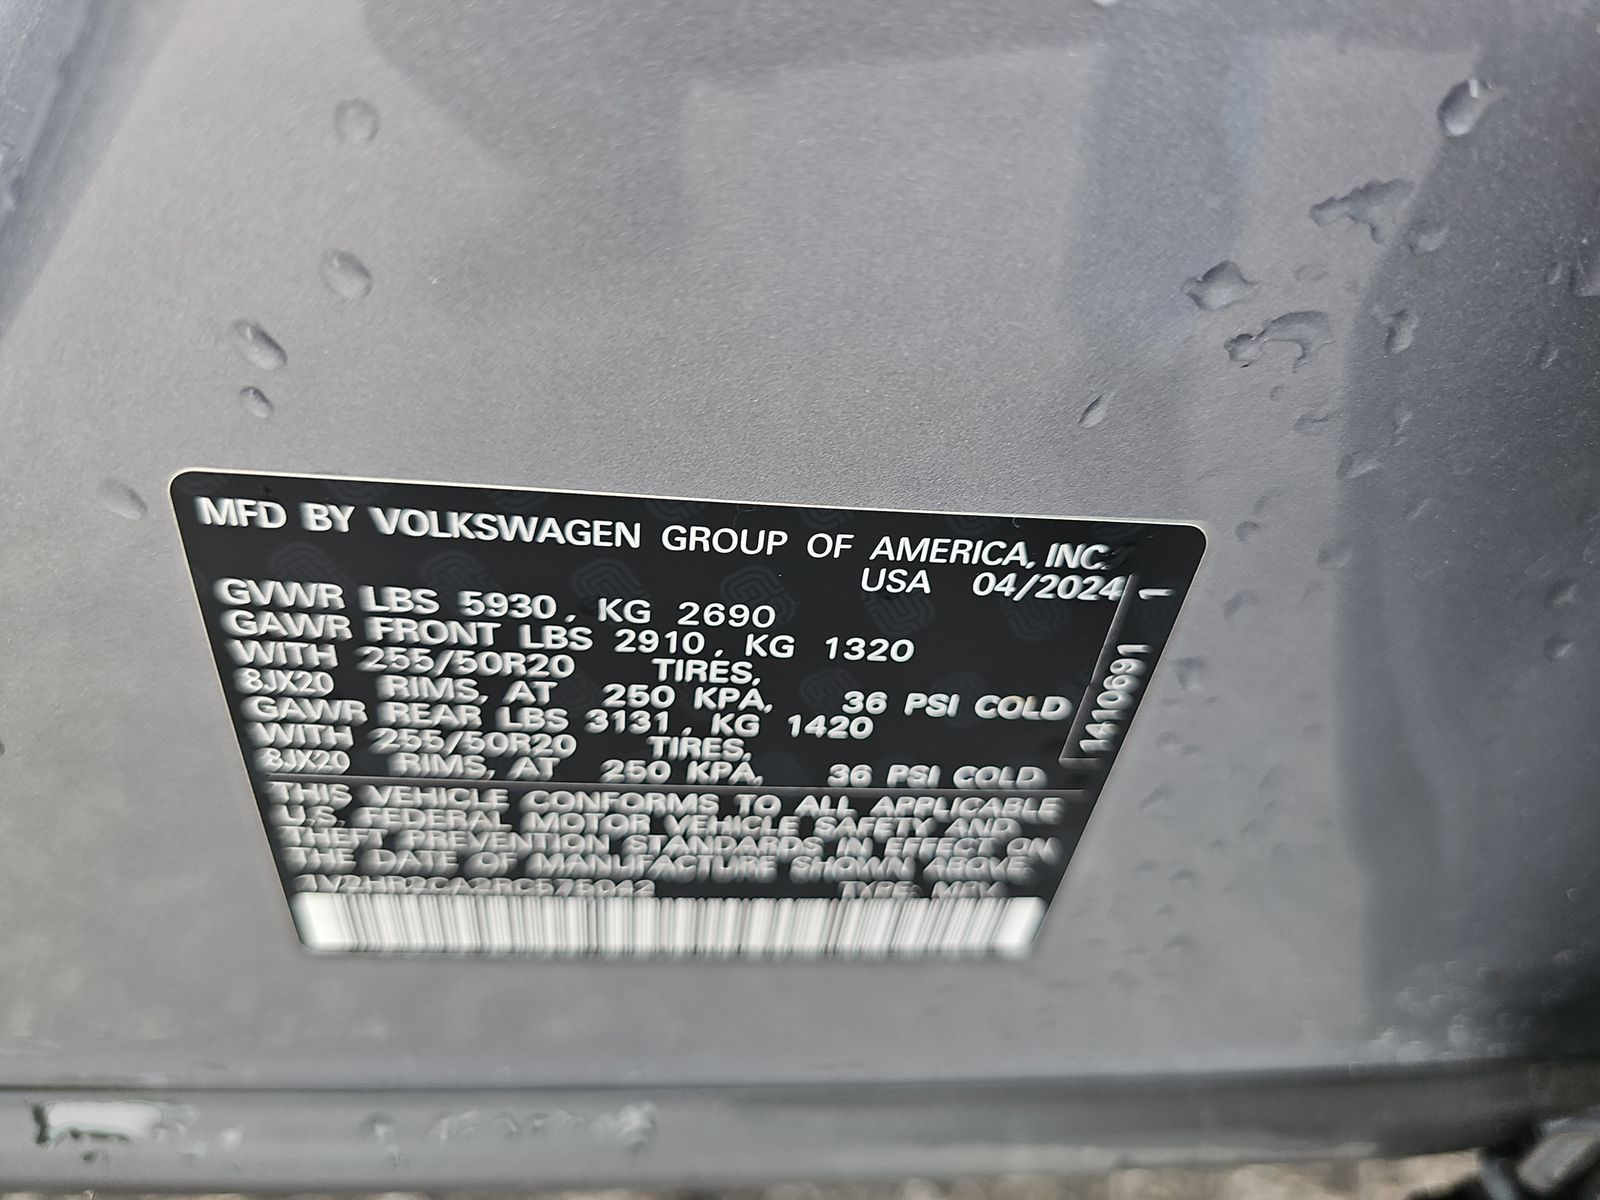 MFD BY VOLKSWAGEN GROUP OF AMERICA, INC.
USA 04/2024
GVWR LBS 5930, KG 2690
GAWR FRONT LBS 2910, KG 1320
WITH 255/50R20 TIRES,
8JX20 RIMS, AT 250 KPA, 36 PSI COLD
GAWR REAR LBS 3131, KG 1420
WITH 255/50R20 TIRES,
8JX20 RIMS, AT 250 KPA, 36 PSI COLD
THIS VEHICLE CONFORMS TO ALL APPLICABLE
U.S. FEDERAL MOTOR VEHICLE SAFETY AND
THEFT PREVENTION STANDARDS IN EFFECT ON
THE DATE OF MANUFACTURE SHOWN ABOVE.
1V2HR2CA2RC575042 TYPE: MPV
1410691 1